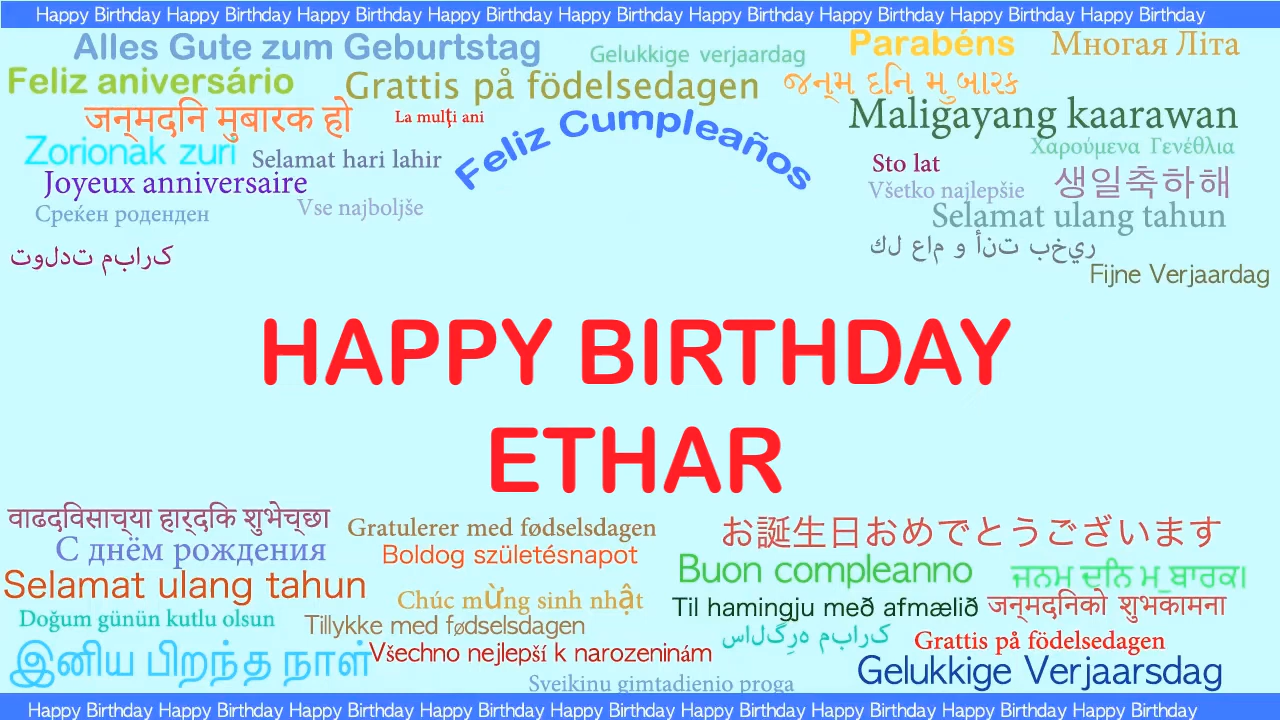 Happy Birthday Happy Birthday Happy Birthday Happy Birthday Happy Birthday Happy Birthday Happy Birthday Happy Birthday Happy Birthday
Alles Gute zum Geburtstag
Gelukkige verjaardag
Parabéns
Многая Літа
Feliz aniversário
Grattis på födelsedagen
જન્મ દિન મુબારક
जन्मदिन मुबारक हो
La mulţi ani
Feliz Cumpleaños
Maligayang kaarawan
Zorionak zuri
Selamat hari lahir
Χαρούμενα Γενέθλια
Joyeux anniversaire
Sto lat
Všetko najlepšie
생일축하해
Среќен роденден
Vse najboljše
Selamat ulang tahun
تولدت مبارک
كل عام و أنت بخير
Fijne Verjaardag
HAPPY BIRTHDAY
ETHAR
वाढदिवसाच्या हार्दिक शुभेच्छा
Gratulerer med fødselsdagen
お誕生日おめでとうございます
С днём рождения
Boldog születésnapot
Buon compleanno
ਜਨਮ ਦਿਨ ਮੁਬਾਰਕ।
Selamat ulang tahun
Chúc mừng sinh nhật
Til hamingju með afmælið
जन्मदिनको शुभकामना
Doğum günün kutlu olsun
Tillykke med fødselsdagen
سالگرہ مبارک
Grattis på födelsedagen
இனிய பிறந்த நாள்
Všechno nejlepší k narozeninám
Gelukkige Verjaarsdag
Sveikinu gimtadienio proga
Happy Birthday Happy Birthday Happy Birthday Happy Birthday Happy Birthday Happy Birthday Happy Birthday Happy Birthday Happy Birthday